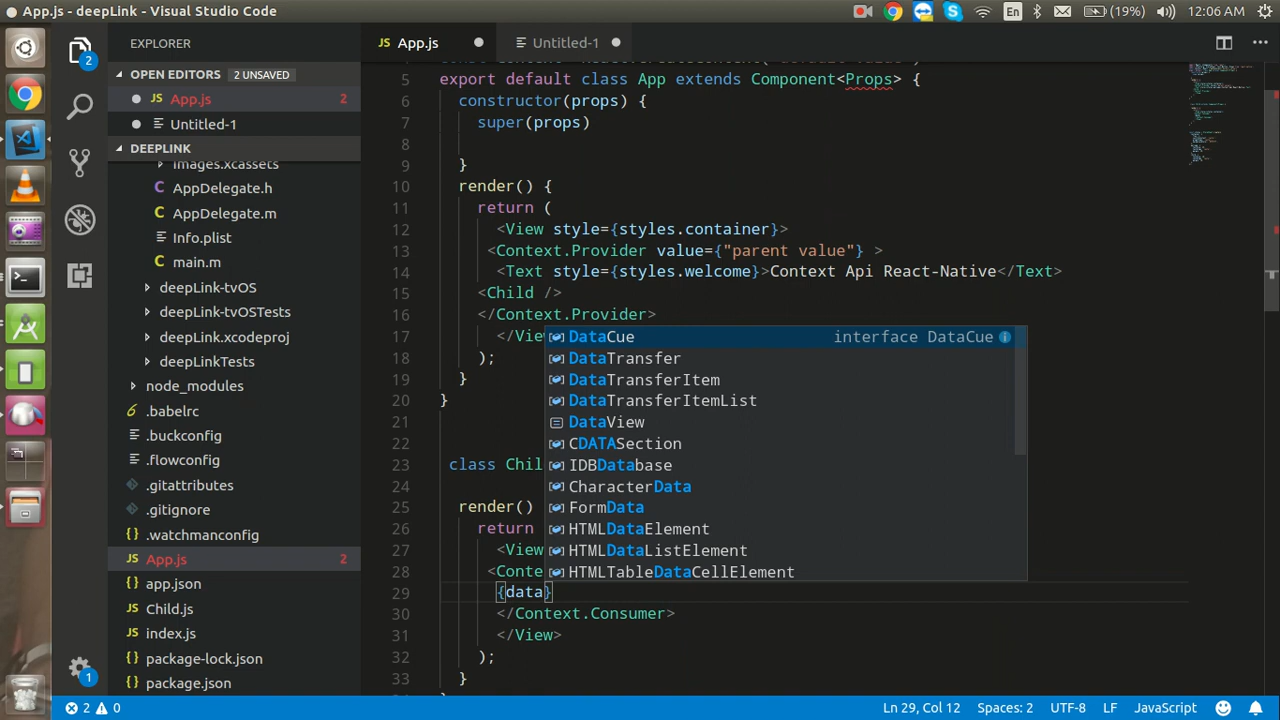 App.js - deepLink - Visual Studio Code
En
(19%)
12:06 AM
EXPLORER
JS App.js
Untitled-1
OPEN EDITORS 2 UNSAVED
JS App.js 2
Untitled-1
DEEPLINK
Images.xcassets
C AppDelegate.h
C AppDelegate.m
Info.plist
C main.m
deepLink-tvOS
deepLink-tvOSTests
deepLink.xcodeproj
deepLinkTests
node_modules
.babelrc
.buckconfig
.flowconfig
.gitattributes
.gitignore
.watchmanconfig
JS App.js 2
app.json
JS Child.js
JS index.js
package-lock.json
package.json
2
1
5 export default class App extends Component<Props> {
6 constructor(props) {
7 super(props)
8
9 }
10 render() {
11 return (
12 <View style={styles.container}>
13 <Context.Provider value={"parent value"} >
14 <Text style={styles.welcome}>Context Api React-Native</Text>
15 <Child />
16 </Context.Provider>
17 </View
18 );
19 }
20 }
21
22
23 class Chil
24
25 render()
26 return
27 <View
28 <Conte
29 {data}
30 </Context.Consumer>
31 </View>
32 );
33 }
DataCue interface DataCue
DataTransfer
DataTransferItem
DataTransferItemList
DataView
CDATASection
IDBDatabase
CharacterData
FormData
HTMLDataElement
HTMLDataListElement
HTMLTableDataCellElement
2 0
Ln 29, Col 12 Spaces: 2 UTF-8 LF JavaScript